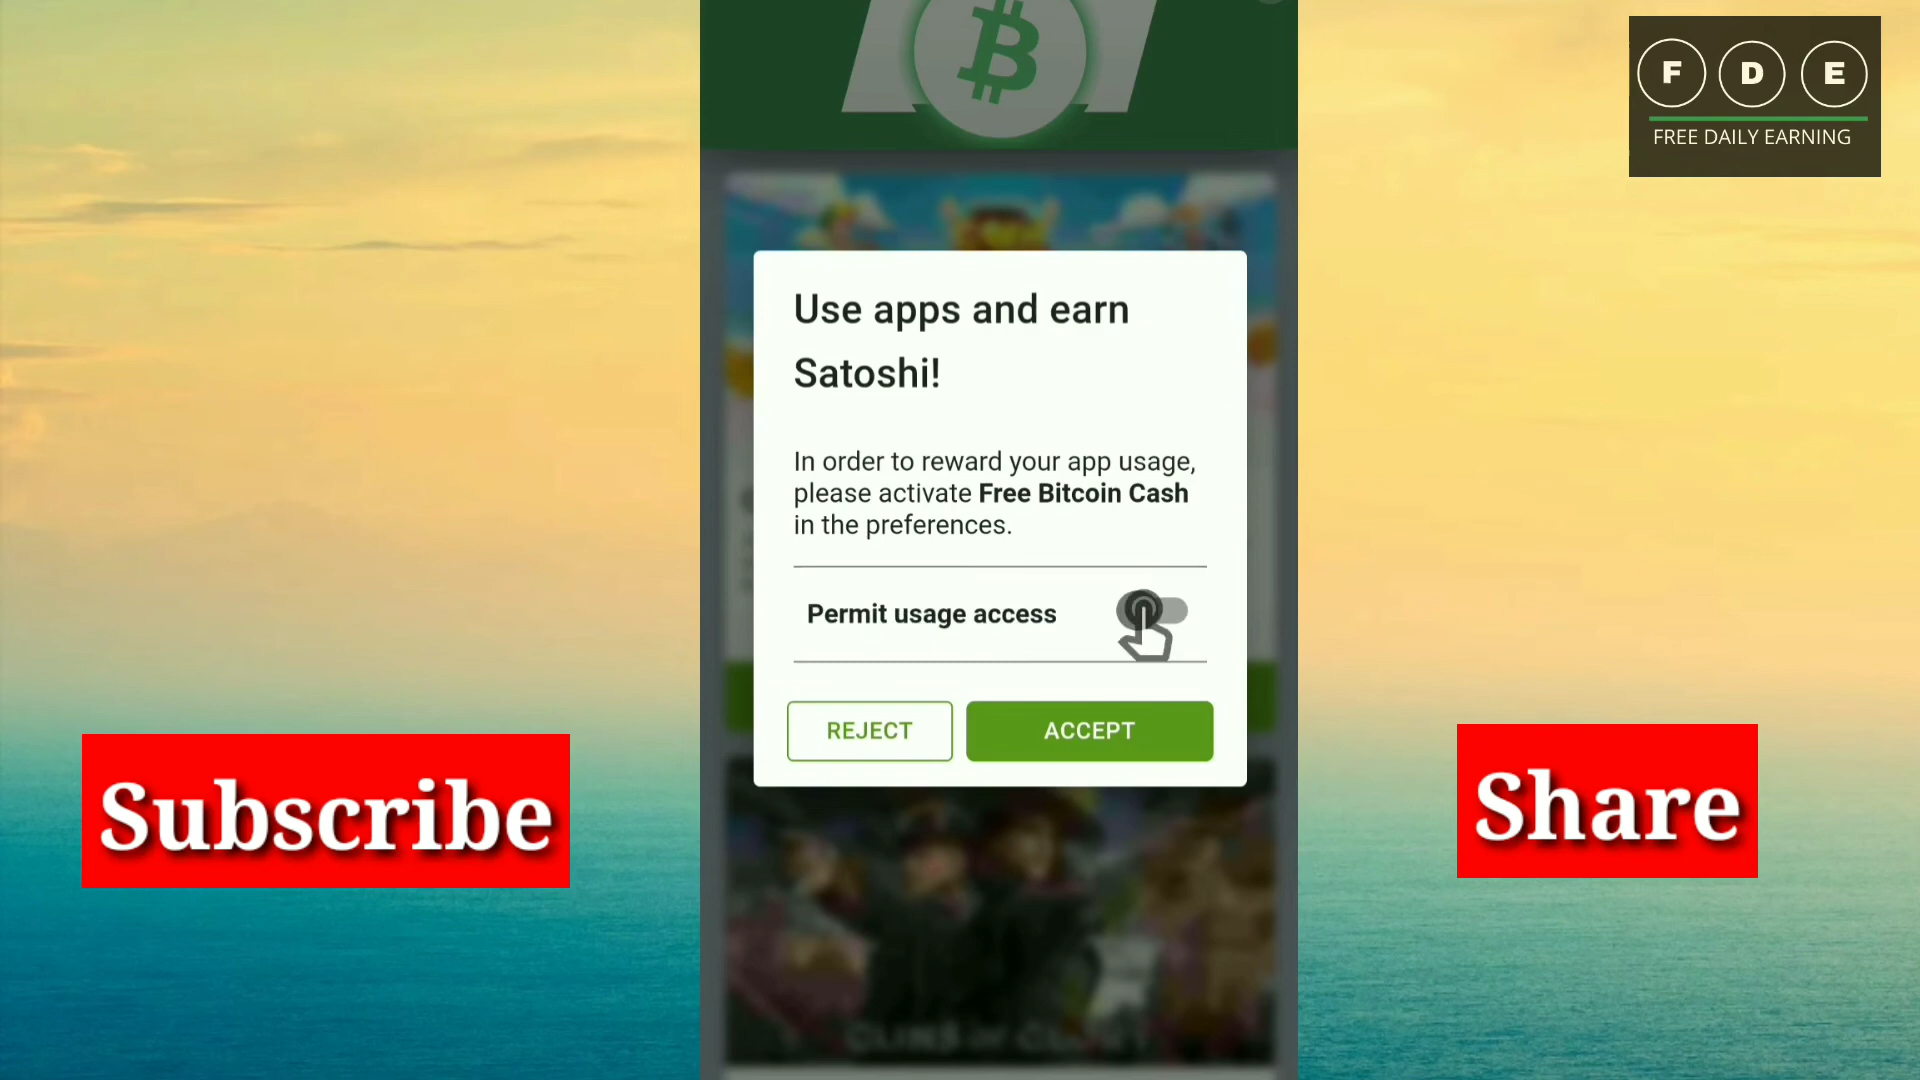 F D E
FREE DAILY EARNING
Use apps and earn
Satoshi!
In order to reward your app usage,
please activate Free Bitcoin Cash
in the preferences.
Permit usage access
REJECT
ACCEPT
Subscribe
Share